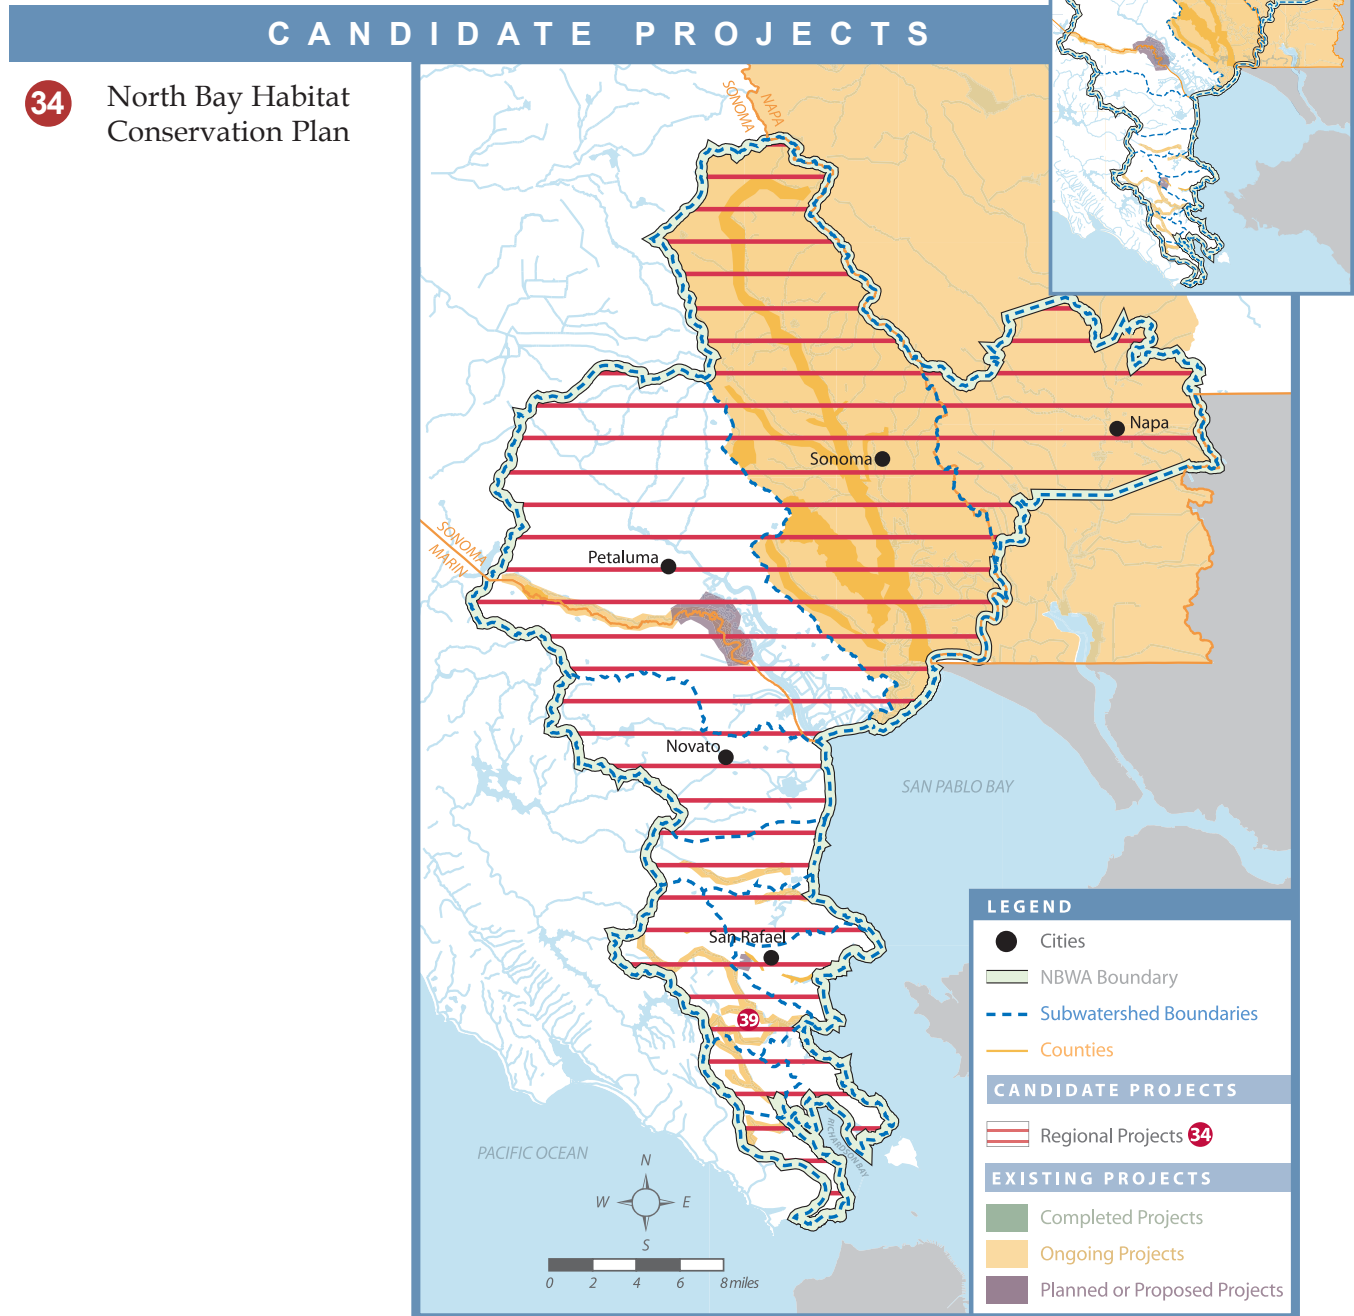 CANDIDATE PROJECTS
34 North Bay Habitat
Conservation Plan
SONOMA
NAPA
Napa
Sonoma
SONOMA
MARIN
Petaluma
Novato
SAN PABLO BAY
San Rafael
39
RICHARDSON BAY
PACIFIC OCEAN
N
W E
S
0 2 4 6 8 miles
LEGEND
Cities
NBWA Boundary
Subwatershed Boundaries
Counties
CANDIDATE PROJECTS
Regional Projects 34
EXISTING PROJECTS
Completed Projects
Ongoing Projects
Planned or Proposed Projects